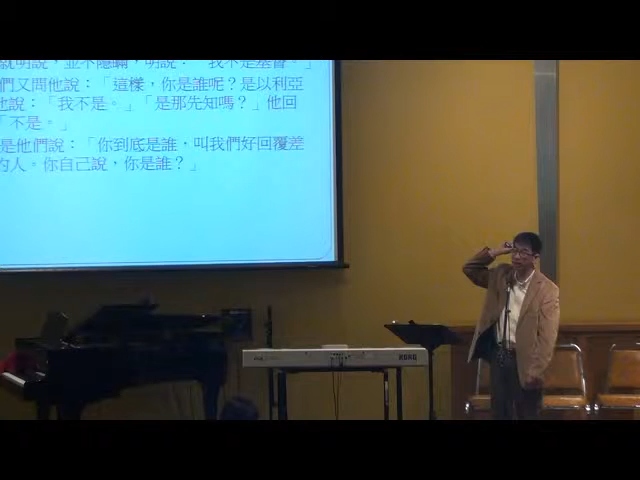 就明說，並不隱瞞，明說：「我不是基督。」
們又問他說：「這樣，你是誰呢？是以利亞
他說：「我不是。」「是那先知嗎？」他回
「不是。」
是他們說：「你到底是誰，叫我們好回覆差
的人。你自己說，你是誰？」
KORG